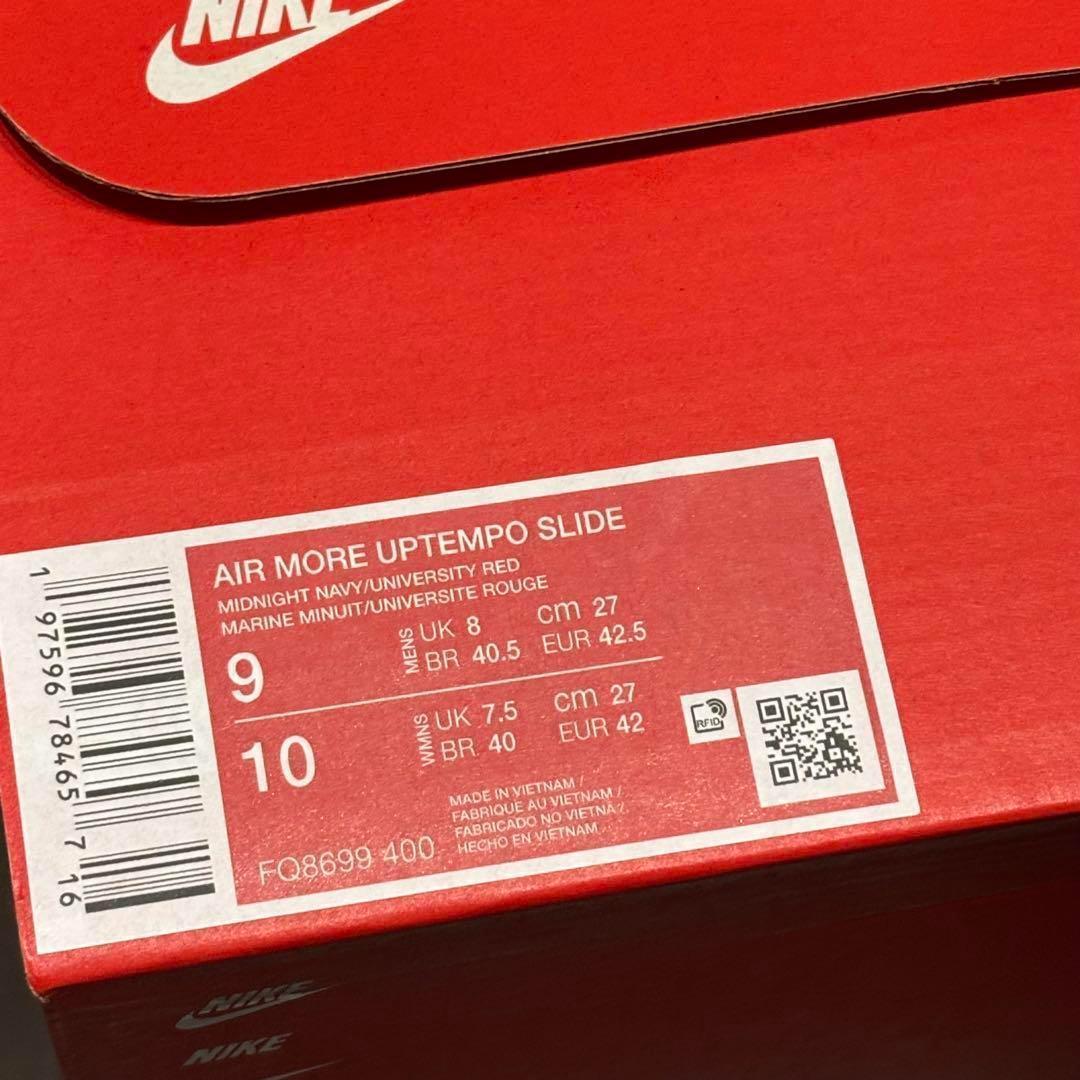 NIKE
AIR MORE UPTEMPO SLIDE
MIDNIGHT NAVY/UNIVERSITY RED
MARINE MINUIT/UNIVERSITE ROUGE
9
MENS
UK 8 cm 27
BR 40.5 EUR 42.5
10
WMNS
UK 7.5 cm 27
BR 40 EUR 42
RFID
MADE IN VIETNAM /
FABRIQUE AU VIETNAM /
FABRICADO NO VIETNÃ /
HECHO EN VIETNAM
FQ8699 400
1 97596 78465 7 16
NIKE
NIKE